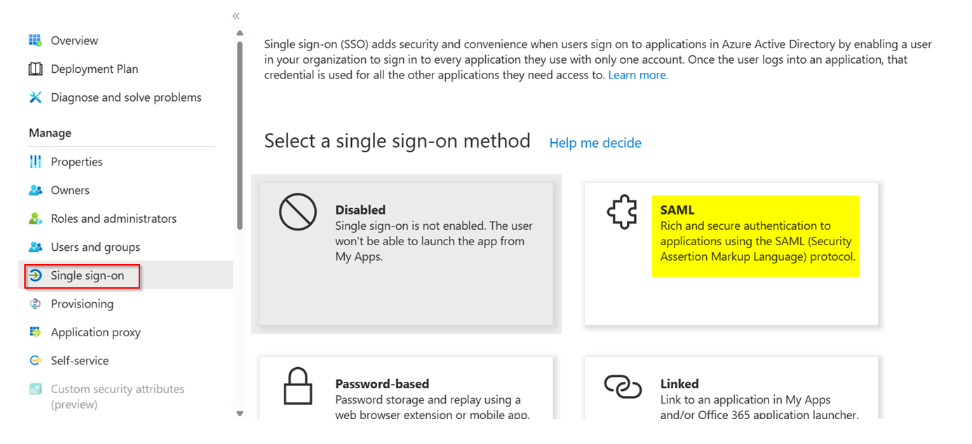 «
Overview
Deployment Plan
Diagnose and solve problems
Manage
Properties
Owners
Roles and administrators
Users and groups
Single sign-on
Provisioning
Application proxy
Self-service
Custom security attributes
(preview)
Single sign-on (SSO) adds security and convenience when users sign on to applications in Azure Active Directory by enabling a user
in your organization to sign in to every application they use with only one account. Once the user logs into an application, that
credential is used for all the other applications they need access to. Learn more.
Select a single sign-on method Help me decide
Disabled
Single sign-on is not enabled. The user
won't be able to launch the app from
My Apps.
SAML
Rich and secure authentication to
applications using the SAML (Security
Assertion Markup Language) protocol.
Password-based
Password storage and replay using a
web browser extension or mobile app.
Linked
Link to an application in My Apps
and/or Office 365 application launcher.